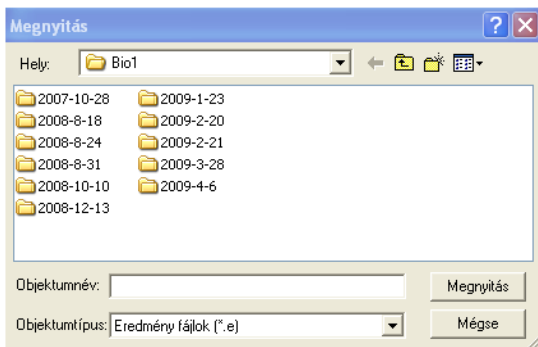 Megnyitás
Hely: Bio1
2007-10-28 2009-1-23
2008-8-18 2009-2-20
2008-8-24 2009-2-21
2008-8-31 2009-3-28
2008-10-10 2009-4-6
2008-12-13
Objektumnév: Megnyitás
Objektumtípus: Eredmény fájlok (*.e) Mégse